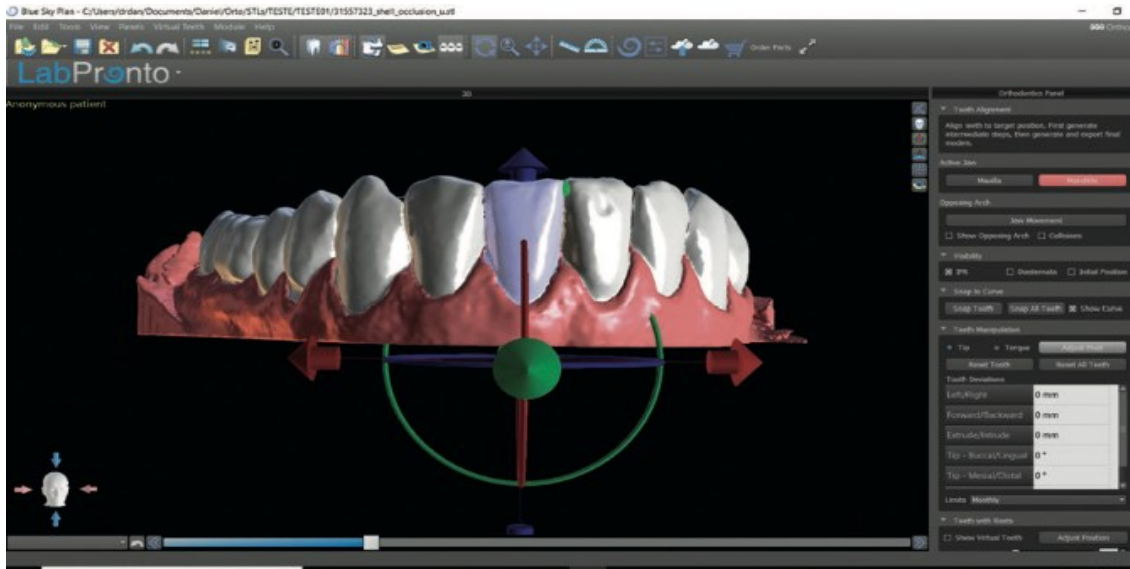 Blue Sky Plan - C:/Users/drdan/Documents/Daniel/Orto/STLs/TESTE/TESTE01/31557323_shell_occlusion_u.stl
File Edit Tools View Panels Virtual Teeth Module Help
Order Parts
LabPronto
3D
Orthodontics Panel
Anonymous patient
Tooth Alignment
Align teeth to target position. First generate
intermediate steps, then generate and export final
models.
Active Jaw
Maxilla Mandible
Opposing Arch
Jaw Movement
Show Opposing Arch Collisions
Visibility
IPR Initial Position
Snap to Curve
Snap Tooth Snap All Teeth Show Curve
Teeth Manipulation
Tip Torque Adjust Pivot
Reset Tooth Reset All Teeth
Tooth Deviations
Left/Right 0 mm
Forward/Backward 0 mm
Extrude/Intrude 0 mm
Tip - Buccal/Lingual 0 °
Tip - Mesial/Distal 0 °
Limits Monthly
Teeth with Roots
Show Virtual Teeth Adjust Position